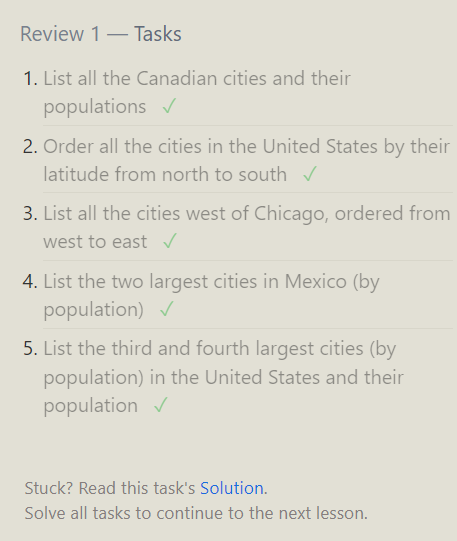 Review 1 — Tasks
1. List all the Canadian cities and their
populations ✓
2. Order all the cities in the United States by their
latitude from north to south ✓
3. List all the cities west of Chicago, ordered from
west to east ✓
4. List the two largest cities in Mexico (by
population) ✓
5. List the third and fourth largest cities (by
population) in the United States and their
population ✓
Stuck? Read this task's Solution.
Solve all tasks to continue to the next lesson.